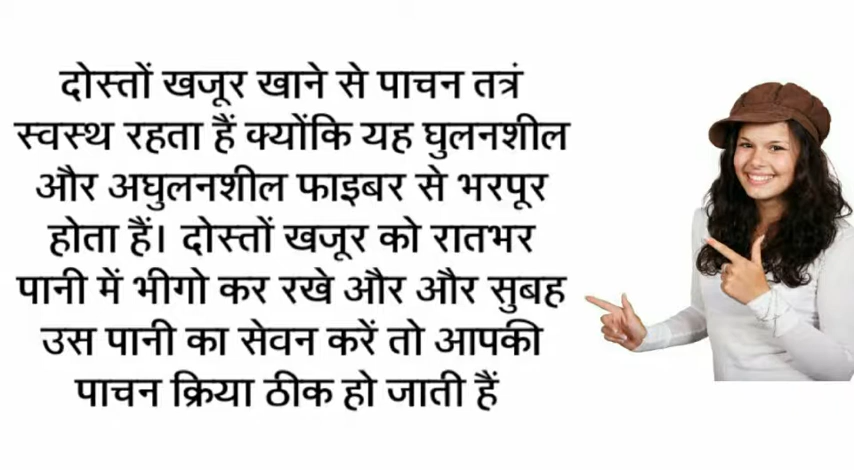 दोस्तों खजूर खाने से पाचन तत्रं
स्वस्थ रहता हैं क्योंकि यह घुलनशील
और अघुलनशील फाइबर से भरपूर
होता हैं। दोस्तों खजूर को रातभर
पानी में भीगो कर रखे और और सुबह
उस पानी का सेवन करें तो आपकी
पाचन क्रिया ठीक हो जाती हैं